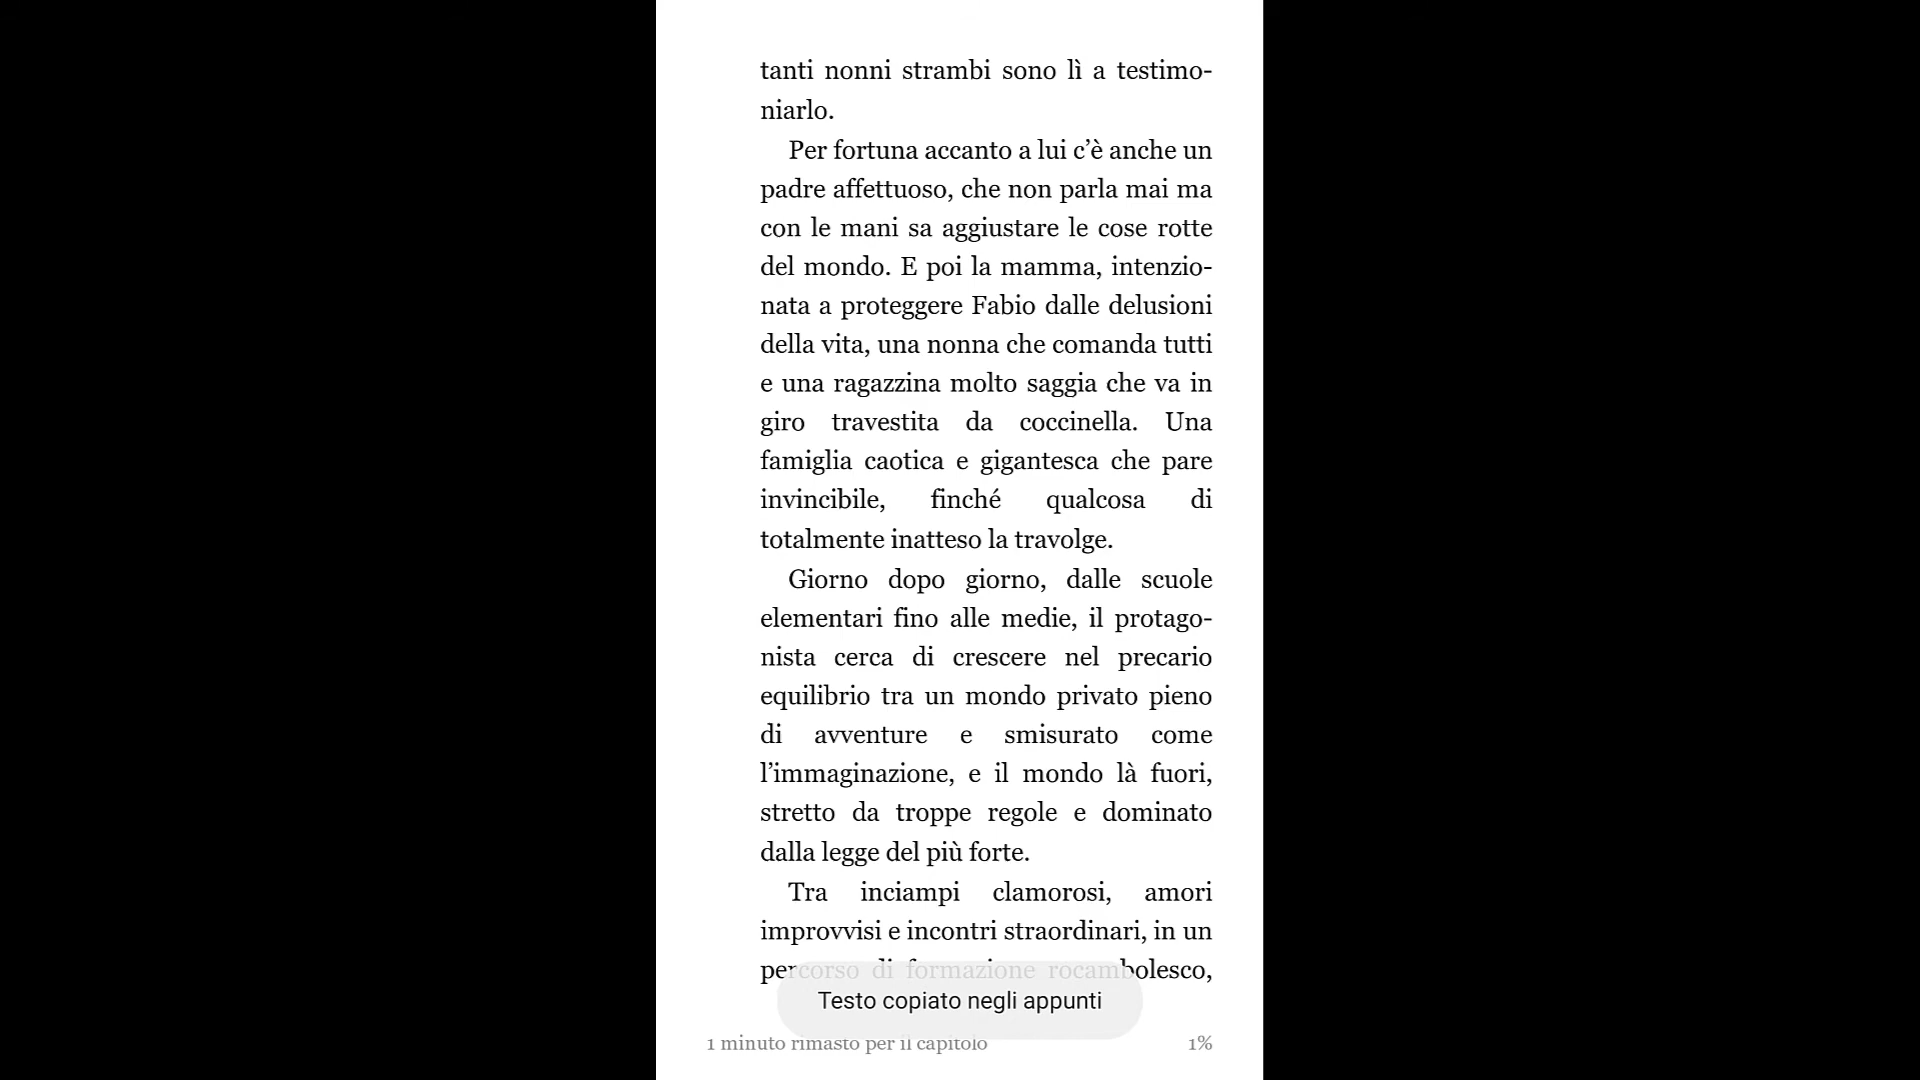 tanti nonni strambi sono lì a testimo-
niarlo.
Per fortuna accanto a lui c’è anche un
padre affettuoso, che non parla mai ma
con le mani sa aggiustare le cose rotte
del mondo. E poi la mamma, intenzio-
nata a proteggere Fabio dalle delusioni
della vita, una nonna che comanda tutti
e una ragazzina molto saggia che va in
giro travestita da coccinella. Una
famiglia caotica e gigantesca che pare
invincibile, finché qualcosa di
totalmente inatteso la travolge.
Giorno dopo giorno, dalle scuole
elementari fino alle medie, il protago-
nista cerca di crescere nel precario
equilibrio tra un mondo privato pieno
di avventure e smisurato come
l’immaginazione, e il mondo là fuori,
stretto da troppe regole e dominato
dalla legge del più forte.
Tra inciampi clamorosi, amori
improvvisi e incontri straordinari, in un
percorso di formazione rocambolesco,
Testo copiato negli appunti
1 minuto rimasto per il capitolo
1%